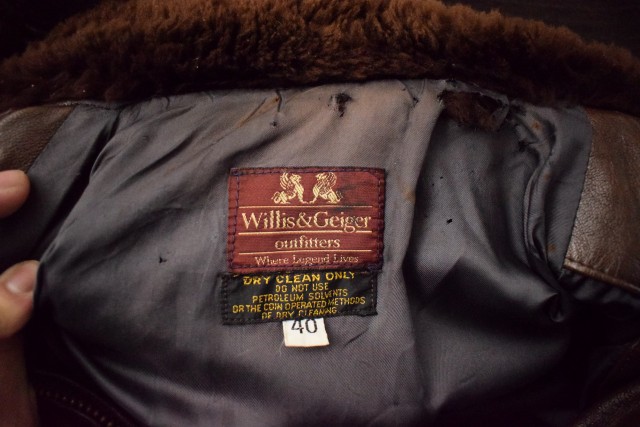 Willis&Geiger
outfitters
Where Legend Lives
DRY CLEAN ONLY
DO NOT USE
PETROLEUM SOLVENTS
OR THE COIN OPERATED METHODS
OF DRY CLEANING
40